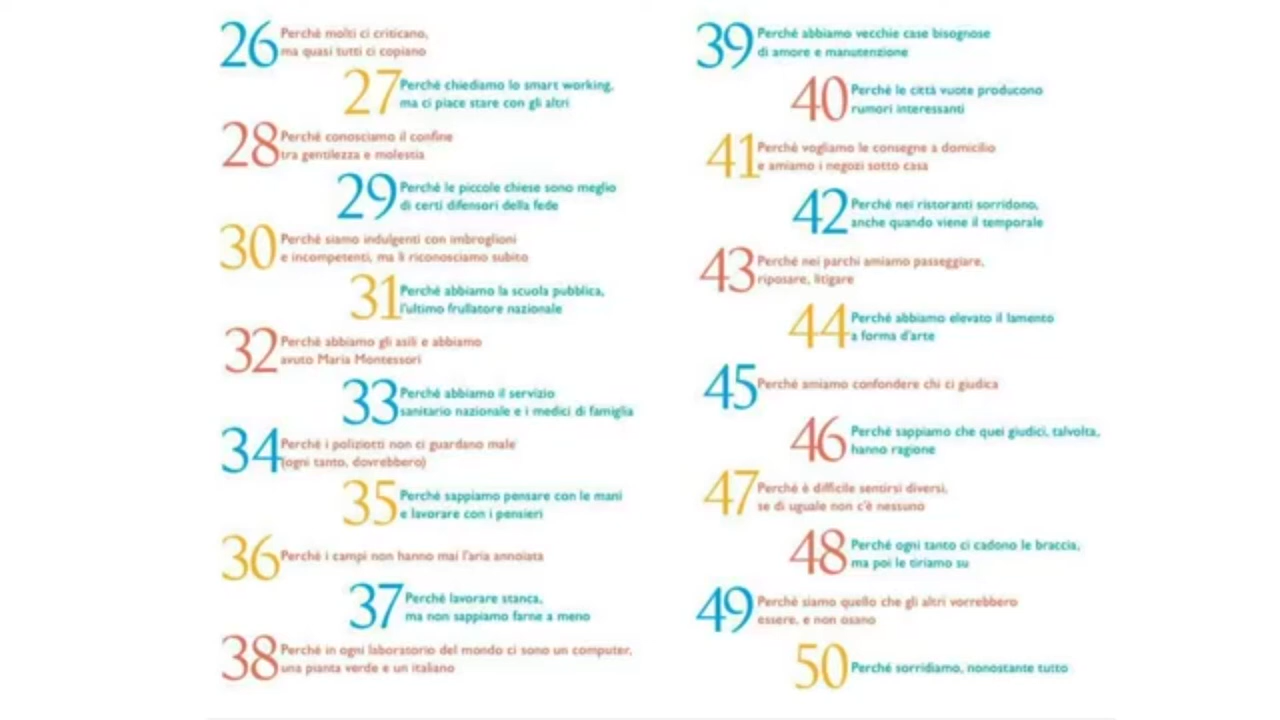 26 Perché molti ci criticano,
ma quasi tutti ci copiano
27 Perché chiediamo lo smart working,
ma ci piace stare con gli altri
28 Perché conosciamo il confine
tra gentilezza e molestia
29 Perché le piccole chiese sono meglio
di certi difensori della fede
30 Perché siamo indulgenti con imbroglioni
e incompetenti, ma li riconosciamo subito
31 Perché abbiamo la scuola pubblica,
l'ultimo frullatore nazionale
32 Perché abbiamo gli asili e abbiamo
avuto Maria Montessori
33 Perché abbiamo il servizio
sanitario nazionale e i medici di famiglia
34 Perché i poliziotti non ci guardano male
(ogni tanto, dovrebbero)
35 Perché sappiamo pensare con le mani
e lavorare con i pensieri
36 Perché i campi non hanno mai l'aria annoiata
37 Perché lavorare stanca,
ma non sappiamo farne a meno
38 Perché in ogni laboratorio del mondo ci sono un computer,
una pianta verde e un italiano
39 Perché abbiamo vecchie case bisognose
di amore e manutenzione
40 Perché le città vuote producono
rumori interessanti
41 Perché vogliamo le consegne a domicilio
e amiamo i negozi sotto casa
42 Perché nei ristoranti sorridono,
anche quando viene il temporale
43 Perché nei parchi amiamo passeggiare,
riposare, litigare
44 Perché abbiamo elevato il lamento
a forma d'arte
45 Perché amiamo confondere chi ci giudica
46 Perché sappiamo che quei giudici, talvolta,
hanno ragione
47 Perché è difficile sentirsi diversi,
se di uguale non c'è nessuno
48 Perché ogni tanto ci cadono le braccia,
ma poi le tiriamo su
49 Perché siamo quello che gli altri vorrebbero
essere, e non osano
50 Perché sorridiamo, nonostante tutto